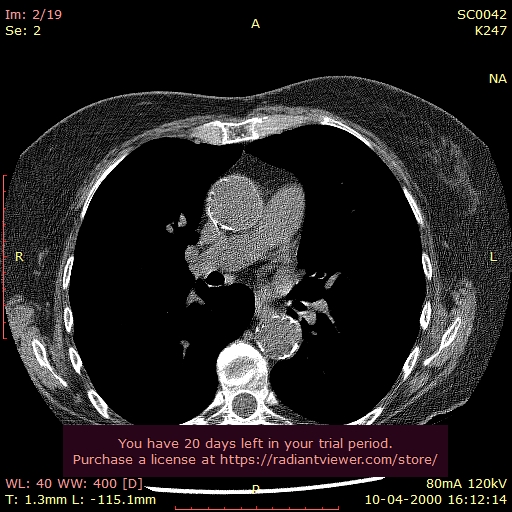 Im: 2/19
Se: 2
A
SC0042
K247
NA
R
L
You have 20 days left in your trial period.
Purchase a license at https://radiantviewer.com/store/
WL: 40 WW: 400 [D]
T: 1.3mm L: -115.1mm
P
80mA 120kV
10-04-2000 16:12:14